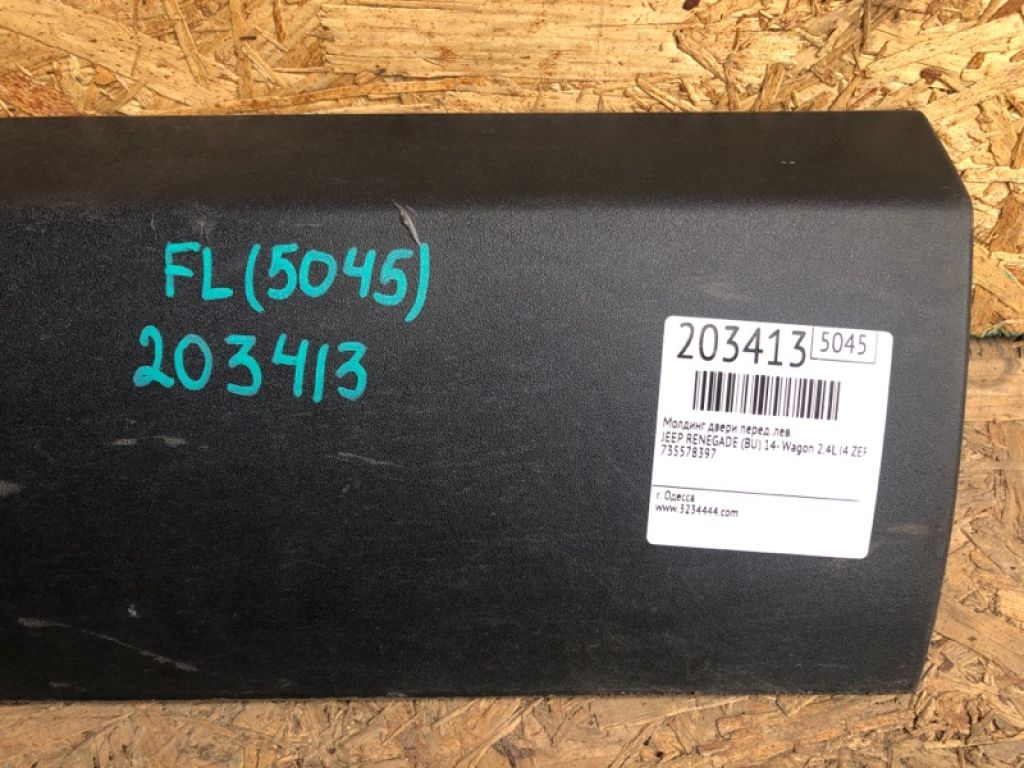 FL (5045)
203413
203413 5045
Молдинг двери перед. лев.
JEEP RENEGADE (BU) 14- Wagon 2.4L I4 ZEF
735578397
г. Одесса
www.5234444.com